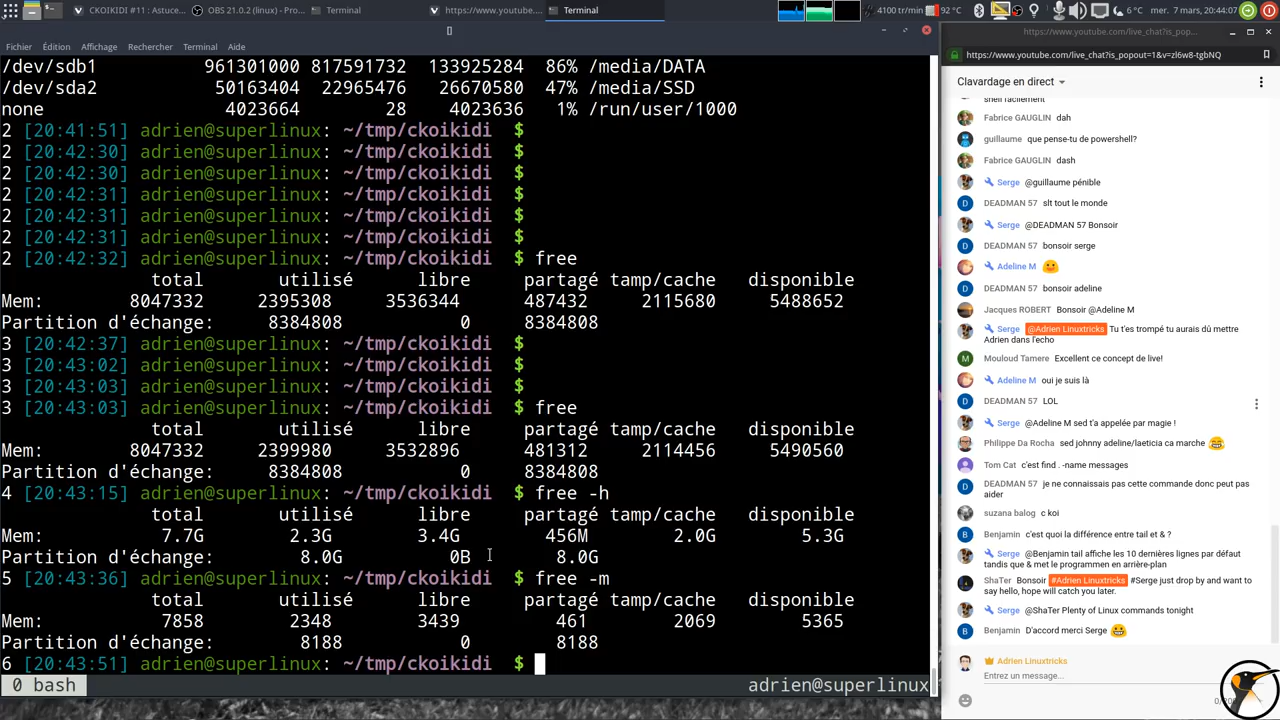 CKOIKIDI #11 : Astuce...
OBS 21.0.2 (linux) - Pro...
Terminal
https://www.youtube....
Terminal
4100 tr/min
92 °C
6 °C
mer. 7 mars, 20:44:07
Fichier Édition Affichage Rechercher Terminal Aide
/dev/sdb1 86% /media/DATA
/dev/sda2 26070580 47% /media/SSD
none 4023664 28 4023636 1% /run/user/1000
2 [20:41:51] adrien@superlinux: ~/tmp/ckoikidi $
2 [20:42:30] adrien@superlinux: ~/tmp/ckoikidi $
2 [20:42:30] adrien@superlinux: ~/tmp/ckoikidi $
2 [20:42:31] adrien@superlinux: ~/tmp/ckoikidi $
2 [20:42:31] adrien@superlinux: ~/tmp/ckoikidi $
2 [20:42:31] adrien@superlinux: ~/tmp/ckoikidi $
2 [20:42:32] adrien@superlinux: ~/tmp/ckoikidi $ free
total utilisé libre partagé tamp/cache disponible
Mem: 8047332 2395308 3536344 487432 2115680 5488652
Partition d'échange: 8384808 0 8384808
3 [20:42:37] adrien@superlinux: ~/tmp/ckoikidi $
3 [20:43:02] adrien@superlinux: ~/tmp/ckoikidi $
3 [20:43:03] adrien@superlinux: ~/tmp/ckoikidi $
3 [20:43:03] adrien@superlinux: ~/tmp/ckoikidi $ free
total utilisé libre partagé tamp/cache disponible
Mem: 8047332 481312 2114456 5490560
Partition d'échange: 8384808 0 8384808
4 [20:43:15] adrien@superlinux: ~/tmp/ckoikidi $ free -h
total utilisé libre partagé tamp/cache disponible
Mem: 7.7G 2.3G 3.4G 456M 2.0G 5.3G
Partition d'échange: 8.0G 0B 8.0G
5 [20:43:36] adrien@superlinux: ~/tmp/ckoikidi $ free -m
total utilisé libre partagé tamp/cache disponible
Mem: 7858 3432 461 2069 5365
Partition d'échange: 8188 0 8188
6 [20:43:51] adrien@superlinux: ~/tmp/ckoikidi $
0 bash adrien@superlinux
https://www.youtube.com/live_chat?is_pop...
https://www.youtube.com/live_chat?is_popout=1&v=zl6w8-tgbNQ
Clavardage en direct
shell facilement
Fabrice GAUGLIN dah
guillaume que pense-tu de powershell?
Fabrice GAUGLIN dash
Serge @guillaume pénible
DEADMAN 57 slt tout le monde
Serge @DEADMAN 57 Bonsoir
DEADMAN 57 bonsoir serge
Adeline M
DEADMAN 57 bonsoir adeline
Jacques ROBERT Bonsoir @Adeline M
Serge @Adrien Linuxtricks Tu t'es trompé tu aurais dû mettre
Adrien dans l'echo
Mouloud Tamere Excellent ce concept de live!
Adeline M oui je suis là
DEADMAN 57 LOL
Serge @Adeline M sed t'a appelée par magie !
Philippe Da Rocha sed johnny adeline/laeticia ca marche
Tom Cat c'est find . -name messages
DEADMAN 57 je ne connaissais pas cette commande donc peut pas
aider
suzana balog c koi
Benjamin c'est quoi la différence entre tail et & ?
Serge @Benjamin tail affiche les 10 dernières lignes par défaut
tandis que & met le programmen en arrière-plan
ShaTer Bonsoir #Adrien Linuxtricks #Serge just drop by and want to
say hello, hope will catch you later.
Serge @ShaTer Plenty of Linux commands tonight
Benjamin D'accord merci Serge
Adrien Linuxtricks
Entrez un message...